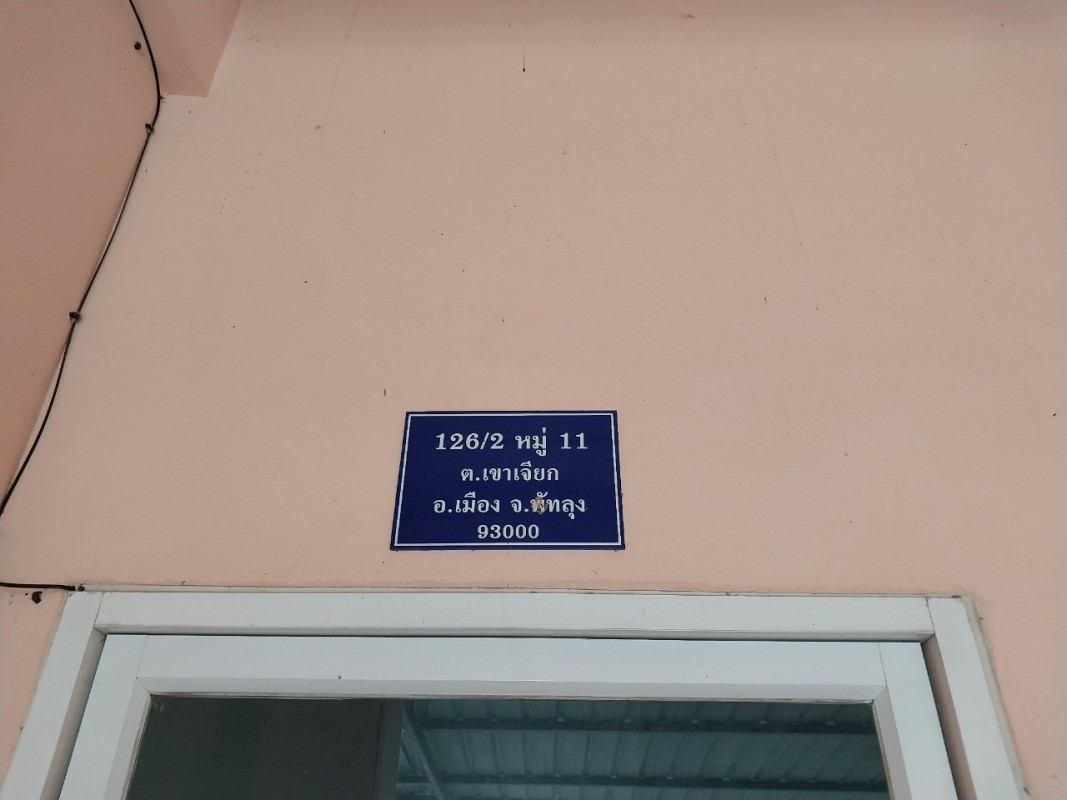 126/2 หมู่ 11
ต.เขาเจียก
อ.เมือง จ.พัทลุง
93000